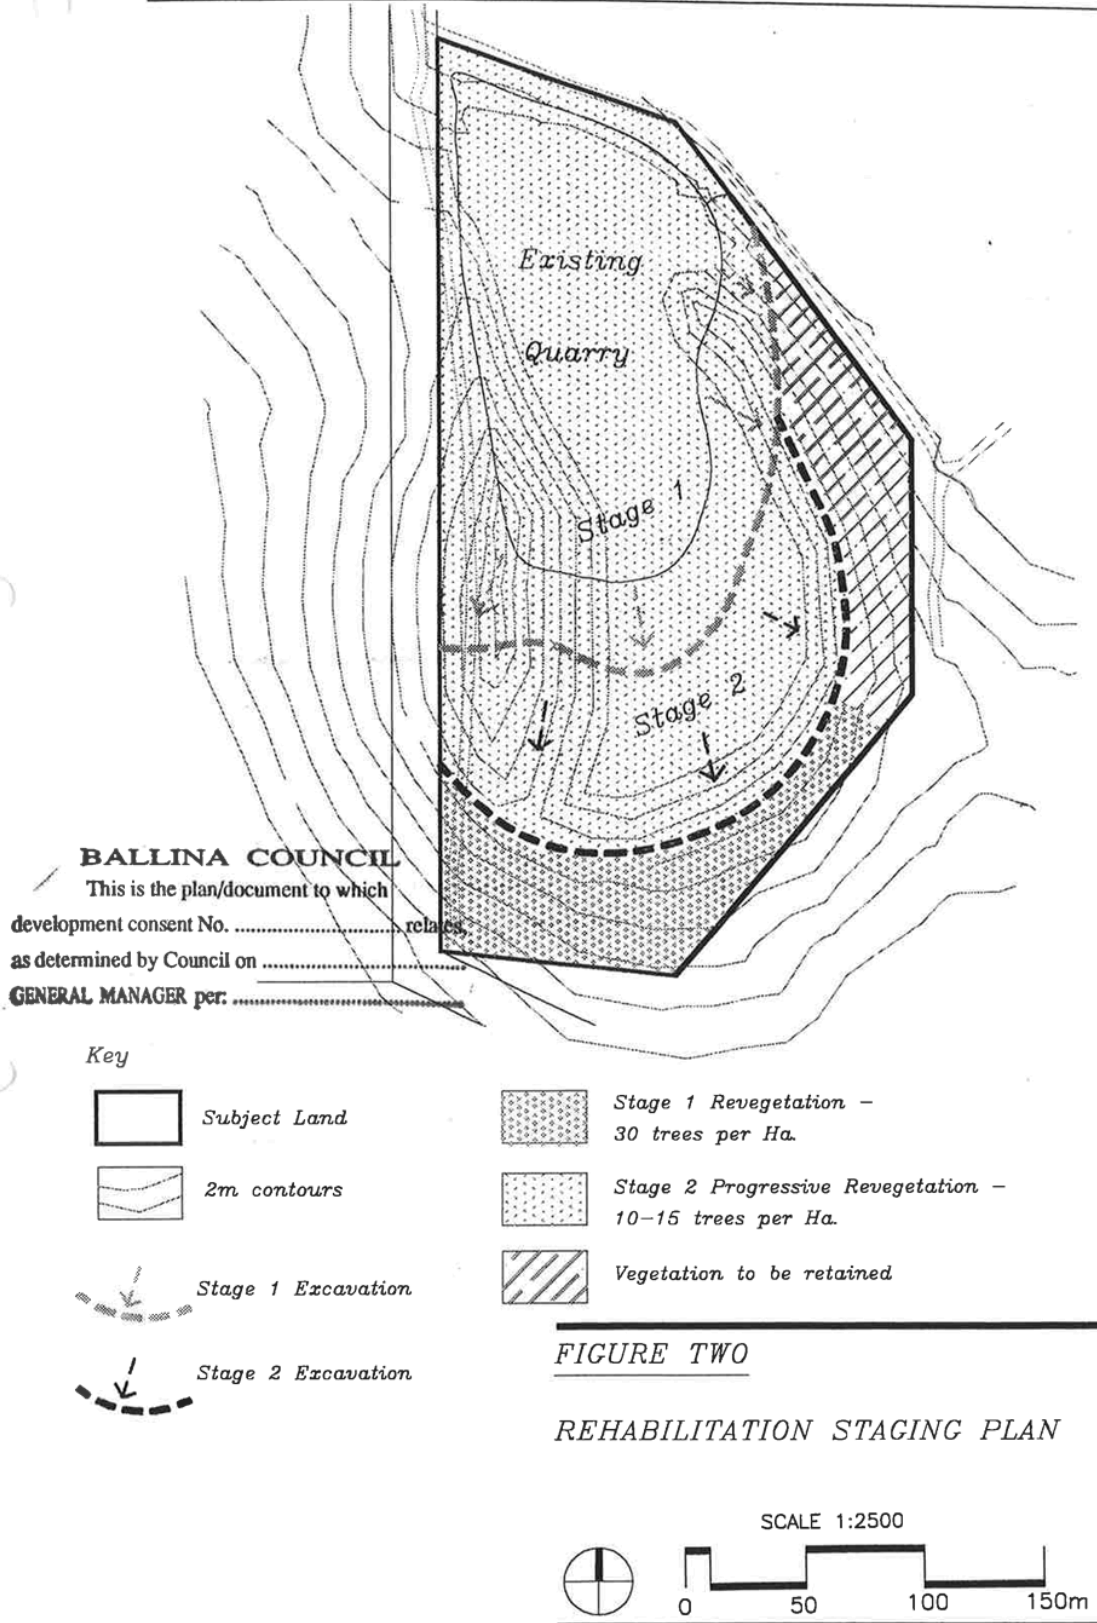 Existing
Quarry
Stage 1
Stage 2
BALLINA COUNCIL
This is the plan/document to which
development consent No. ............................ relates,
as determined by Council on ..................................
GENERAL MANAGER per: ..................................
Key
Subject Land
2m contours
Stage 1 Excavation
Stage 2 Excavation
Stage 1 Revegetation –
30 trees per Ha.
Stage 2 Progressive Revegetation –
10–15 trees per Ha.
Vegetation to be retained
FIGURE TWO
REHABILITATION STAGING PLAN
SCALE 1:2500
0 50 100 150m